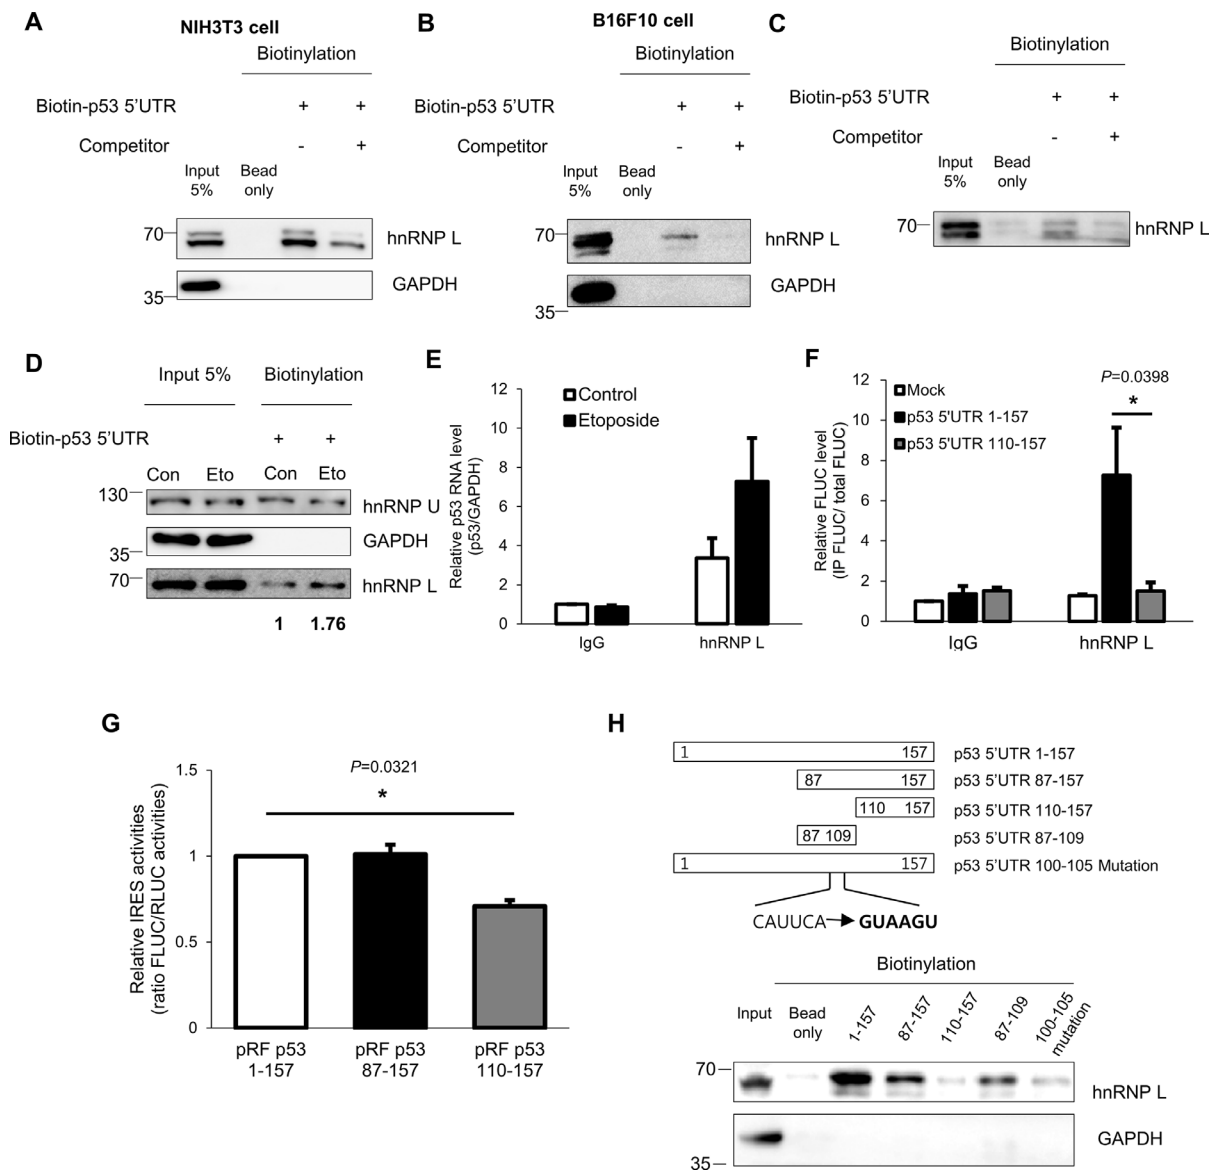 A
NIH3T3 cell
Biotinylation
Biotin-p53 5’UTR
+
+
Competitor
-
+
Input
5%
Bead
only
70
hnRNP L
35
GAPDH
B
B16F10 cell
Biotinylation
Biotin-p53 5’UTR
+
+
Competitor
-
+
Input
5%
Bead
only
70
hnRNP L
35
GAPDH
C
Biotinylation
Biotin-p53 5’UTR
+
+
Competitor
-
+
Input
5%
Bead
only
70
hnRNP L
D
Input 5%
Biotinylation
Biotin-p53 5’UTR
+
+
Con
Eto
Con
Eto
130
hnRNP U
35
GAPDH
70
hnRNP L
1
1.76
E
Relative p53 RNA level
(p53/GAPDH)
12
10
8
6
4
2
0
Control
Etoposide
IgG
hnRNP L
F
Relative FLUC level
(IP FLUC/ total FLUC)
12
10
8
6
4
2
0
Mock
p53 5'UTR 1-157
p53 5'UTR 110-157
P=0.0398
*
IgG
hnRNP L
G
Relative IRES activities
(ratio FLUC/RLUC activities)
1.5
1
0.5
0
P=0.0321
*
pRF p53
1-157
pRF p53
87-157
pRF p53
110-157
H
1 157 p53 5’UTR 1-157
87 157 p53 5’UTR 87-157
110 157 p53 5’UTR 110-157
87 109 p53 5’UTR 87-109
1 157 p53 5’UTR 100-105 Mutation
CAUUCA GUAAGU
Biotinylation
Input
Bead
only
1-157
87-157
110-157
87-109
100-105
mutation
70
hnRNP L
35
GAPDH